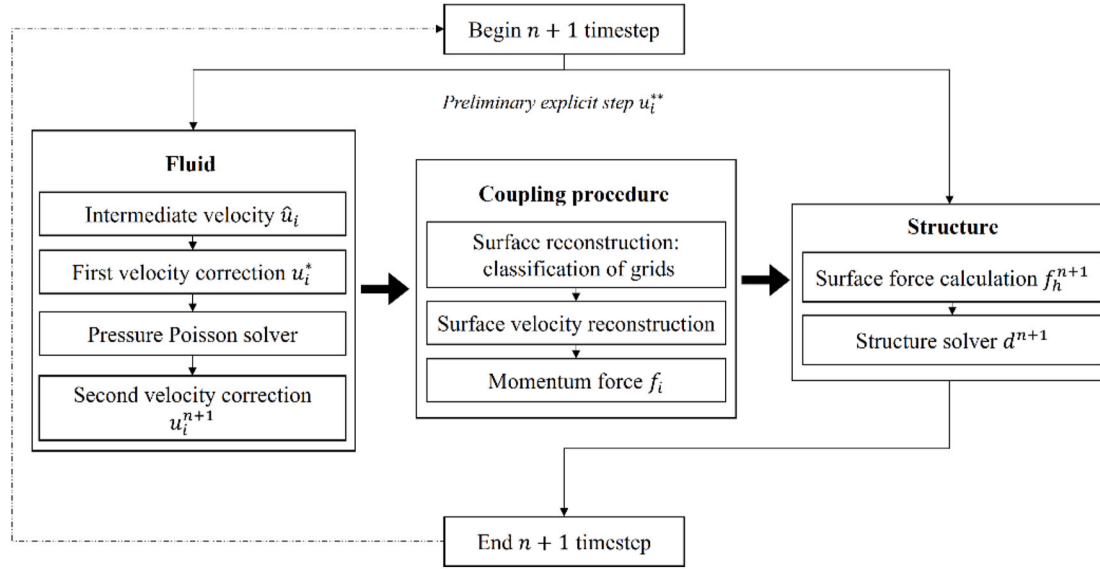 Begin n + 1 timestep
Preliminary explicit step u_i^{**}
Fluid
Intermediate velocity û_i
First velocity correction u_i^*
Pressure Poisson solver
Second velocity correction
u_i^{n+1}
Coupling procedure
Surface reconstruction:
classification of grids
Surface velocity reconstruction
Momentum force f_i
Structure
Surface force calculation f_h^{n+1}
Structure solver d^{n+1}
End n + 1 timestep